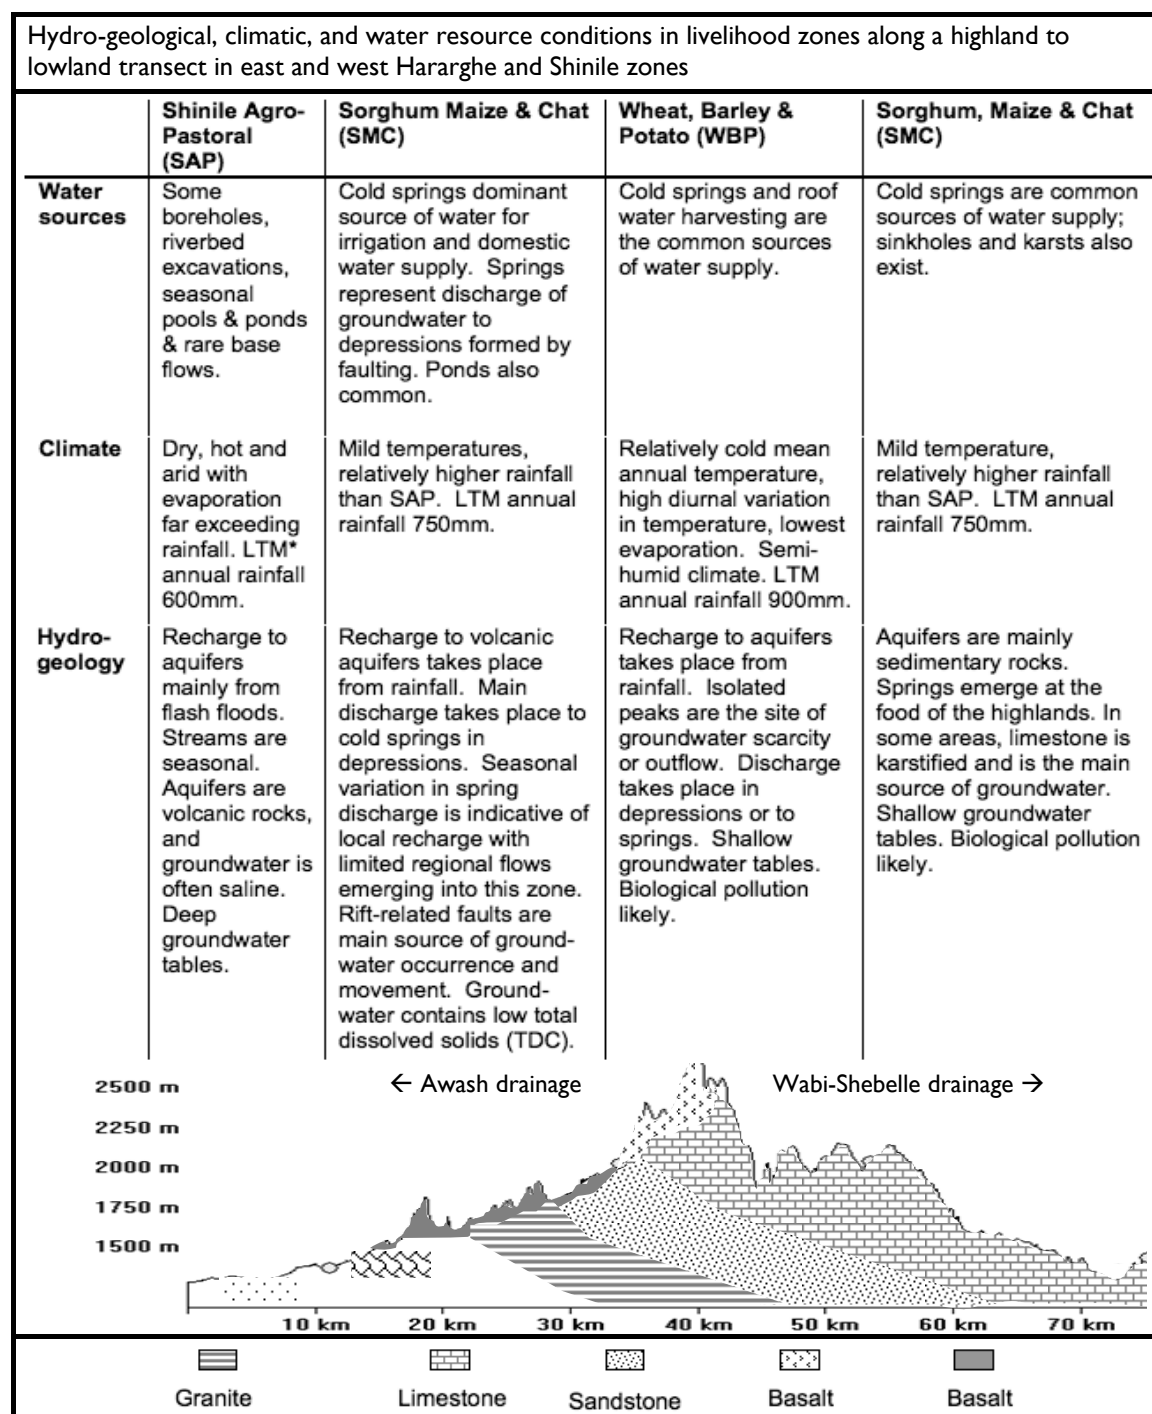 Hydro-geological, climatic, and water resource conditions in livelihood zones along a highland to
lowland transect in east and west Hararghe and Shinile zones
Shinile Agro-
Pastoral
(SAP)
Sorghum Maize & Chat
(SMC)
Wheat, Barley &
Potato (WBP)
Sorghum, Maize & Chat
(SMC)
Water
sources
Some
boreholes,
riverbed
excavations,
seasonal
pools & ponds
& rare base
flows.
Cold springs dominant
source of water for
irrigation and domestic
water supply. Springs
represent discharge of
groundwater to
depressions formed by
faulting. Ponds also
common.
Cold springs and roof
water harvesting are
the common sources
of water supply.
Cold springs are common
sources of water supply;
sinkholes and karsts also
exist.
Climate
Dry, hot and
arid with
evaporation
far exceeding
rainfall. LTM*
annual rainfall
600mm.
Mild temperatures,
relatively higher rainfall
than SAP. LTM annual
rainfall 750mm.
Relatively cold mean
annual temperature,
high diurnal variation
in temperature, lowest
evaporation. Semi-
humid climate. LTM
annual rainfall 900mm.
Mild temperature,
relatively higher rainfall
than SAP. LTM annual
rainfall 750mm.
Hydro-
geology
Recharge to
aquifers
mainly from
flash floods.
Streams are
seasonal.
Aquifers are
volcanic rocks,
and
groundwater is
often saline.
Deep
groundwater
tables.
Recharge to volcanic
aquifers takes place
from rainfall. Main
discharge takes place to
cold springs in
depressions. Seasonal
variation in spring
discharge is indicative of
local recharge with
limited regional flows
emerging into this zone.
Rift-related faults are
main source of ground-
water occurrence and
movement. Ground-
water contains low total
dissolved solids (TDC).
Recharge to aquifers
takes place from
rainfall. Isolated
peaks are the site of
groundwater scarcity
or outflow. Discharge
takes place in
depressions or to
springs. Shallow
groundwater tables.
Biological pollution
likely.
Aquifers are mainly
sedimentary rocks.
Springs emerge at the
food of the highlands. In
some areas, limestone is
karstified and is the main
source of groundwater.
Shallow groundwater
tables. Biological pollution
likely.
← Awash drainage
Wabi-Shebelle drainage →
2500 m
2250 m
2000 m
1750 m
1500 m
10 km
20 km
30 km
40 km
50 km
60 km
70 km
Granite
Limestone
Sandstone
Basalt
Basalt